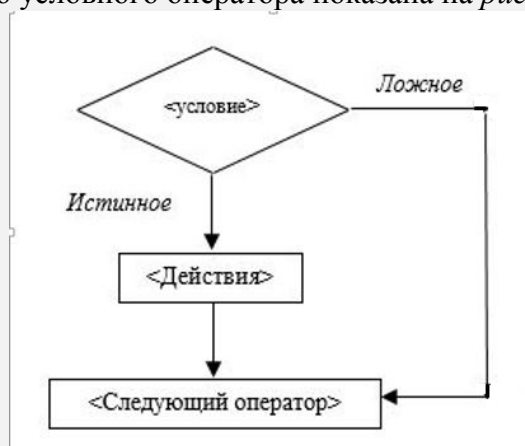 условного оператора показана на рис
<условие>
Ложное
Истинное
<Действия>
<Следующий оператор>